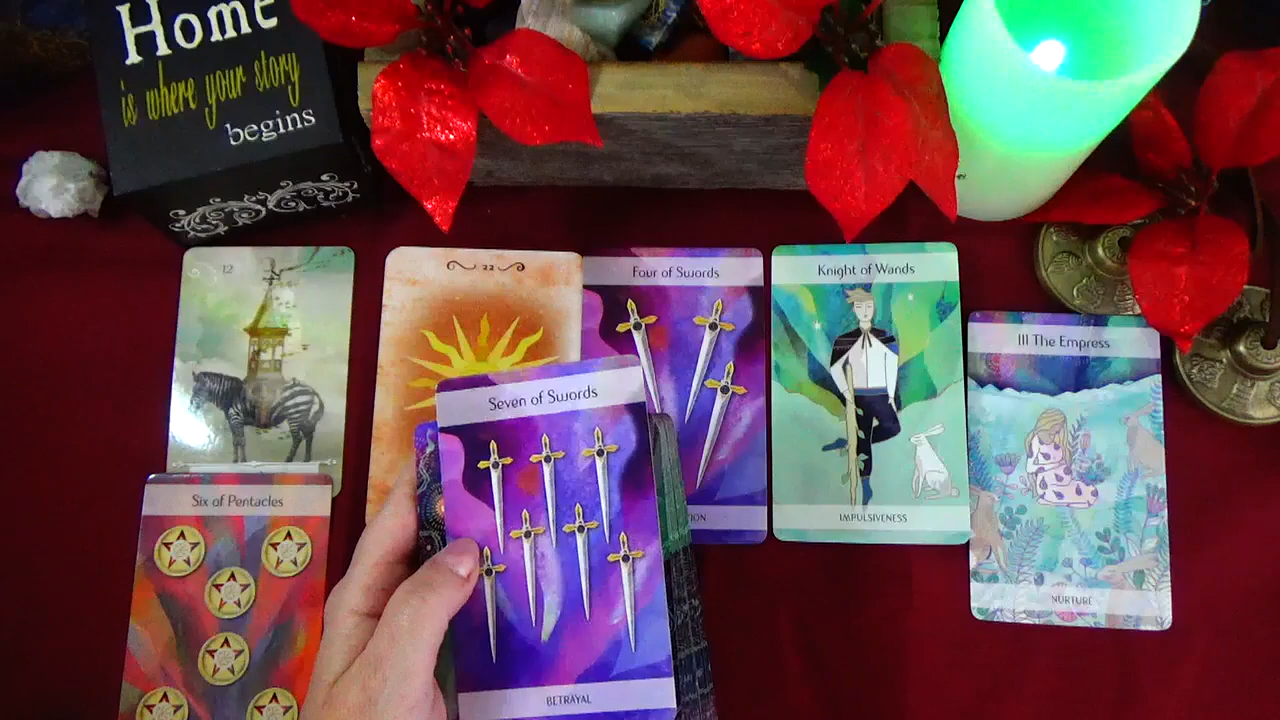 Home
is where your story
begins
12
22
Four of Swords
Knight of Wands
III The Empress
Seven of Swords
Six of Pentacles
IMPULSIVENESS
NURTURE
BETRAYAL